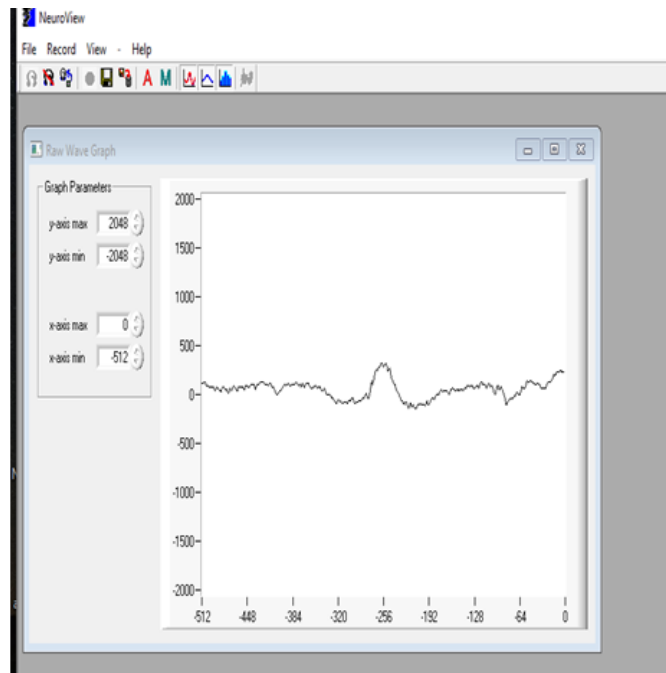 NeuroView
File Record View - Help
A M
Raw Wave Graph
Graph Parameters
y-axis max 2048
y-axis min -2048
x-axis max 0
x-axis min -512
2000
1500
1000
500
0
-500
-1000
-1500
-2000
-512 -448 -384 -320 -256 -192 -128 -64 0